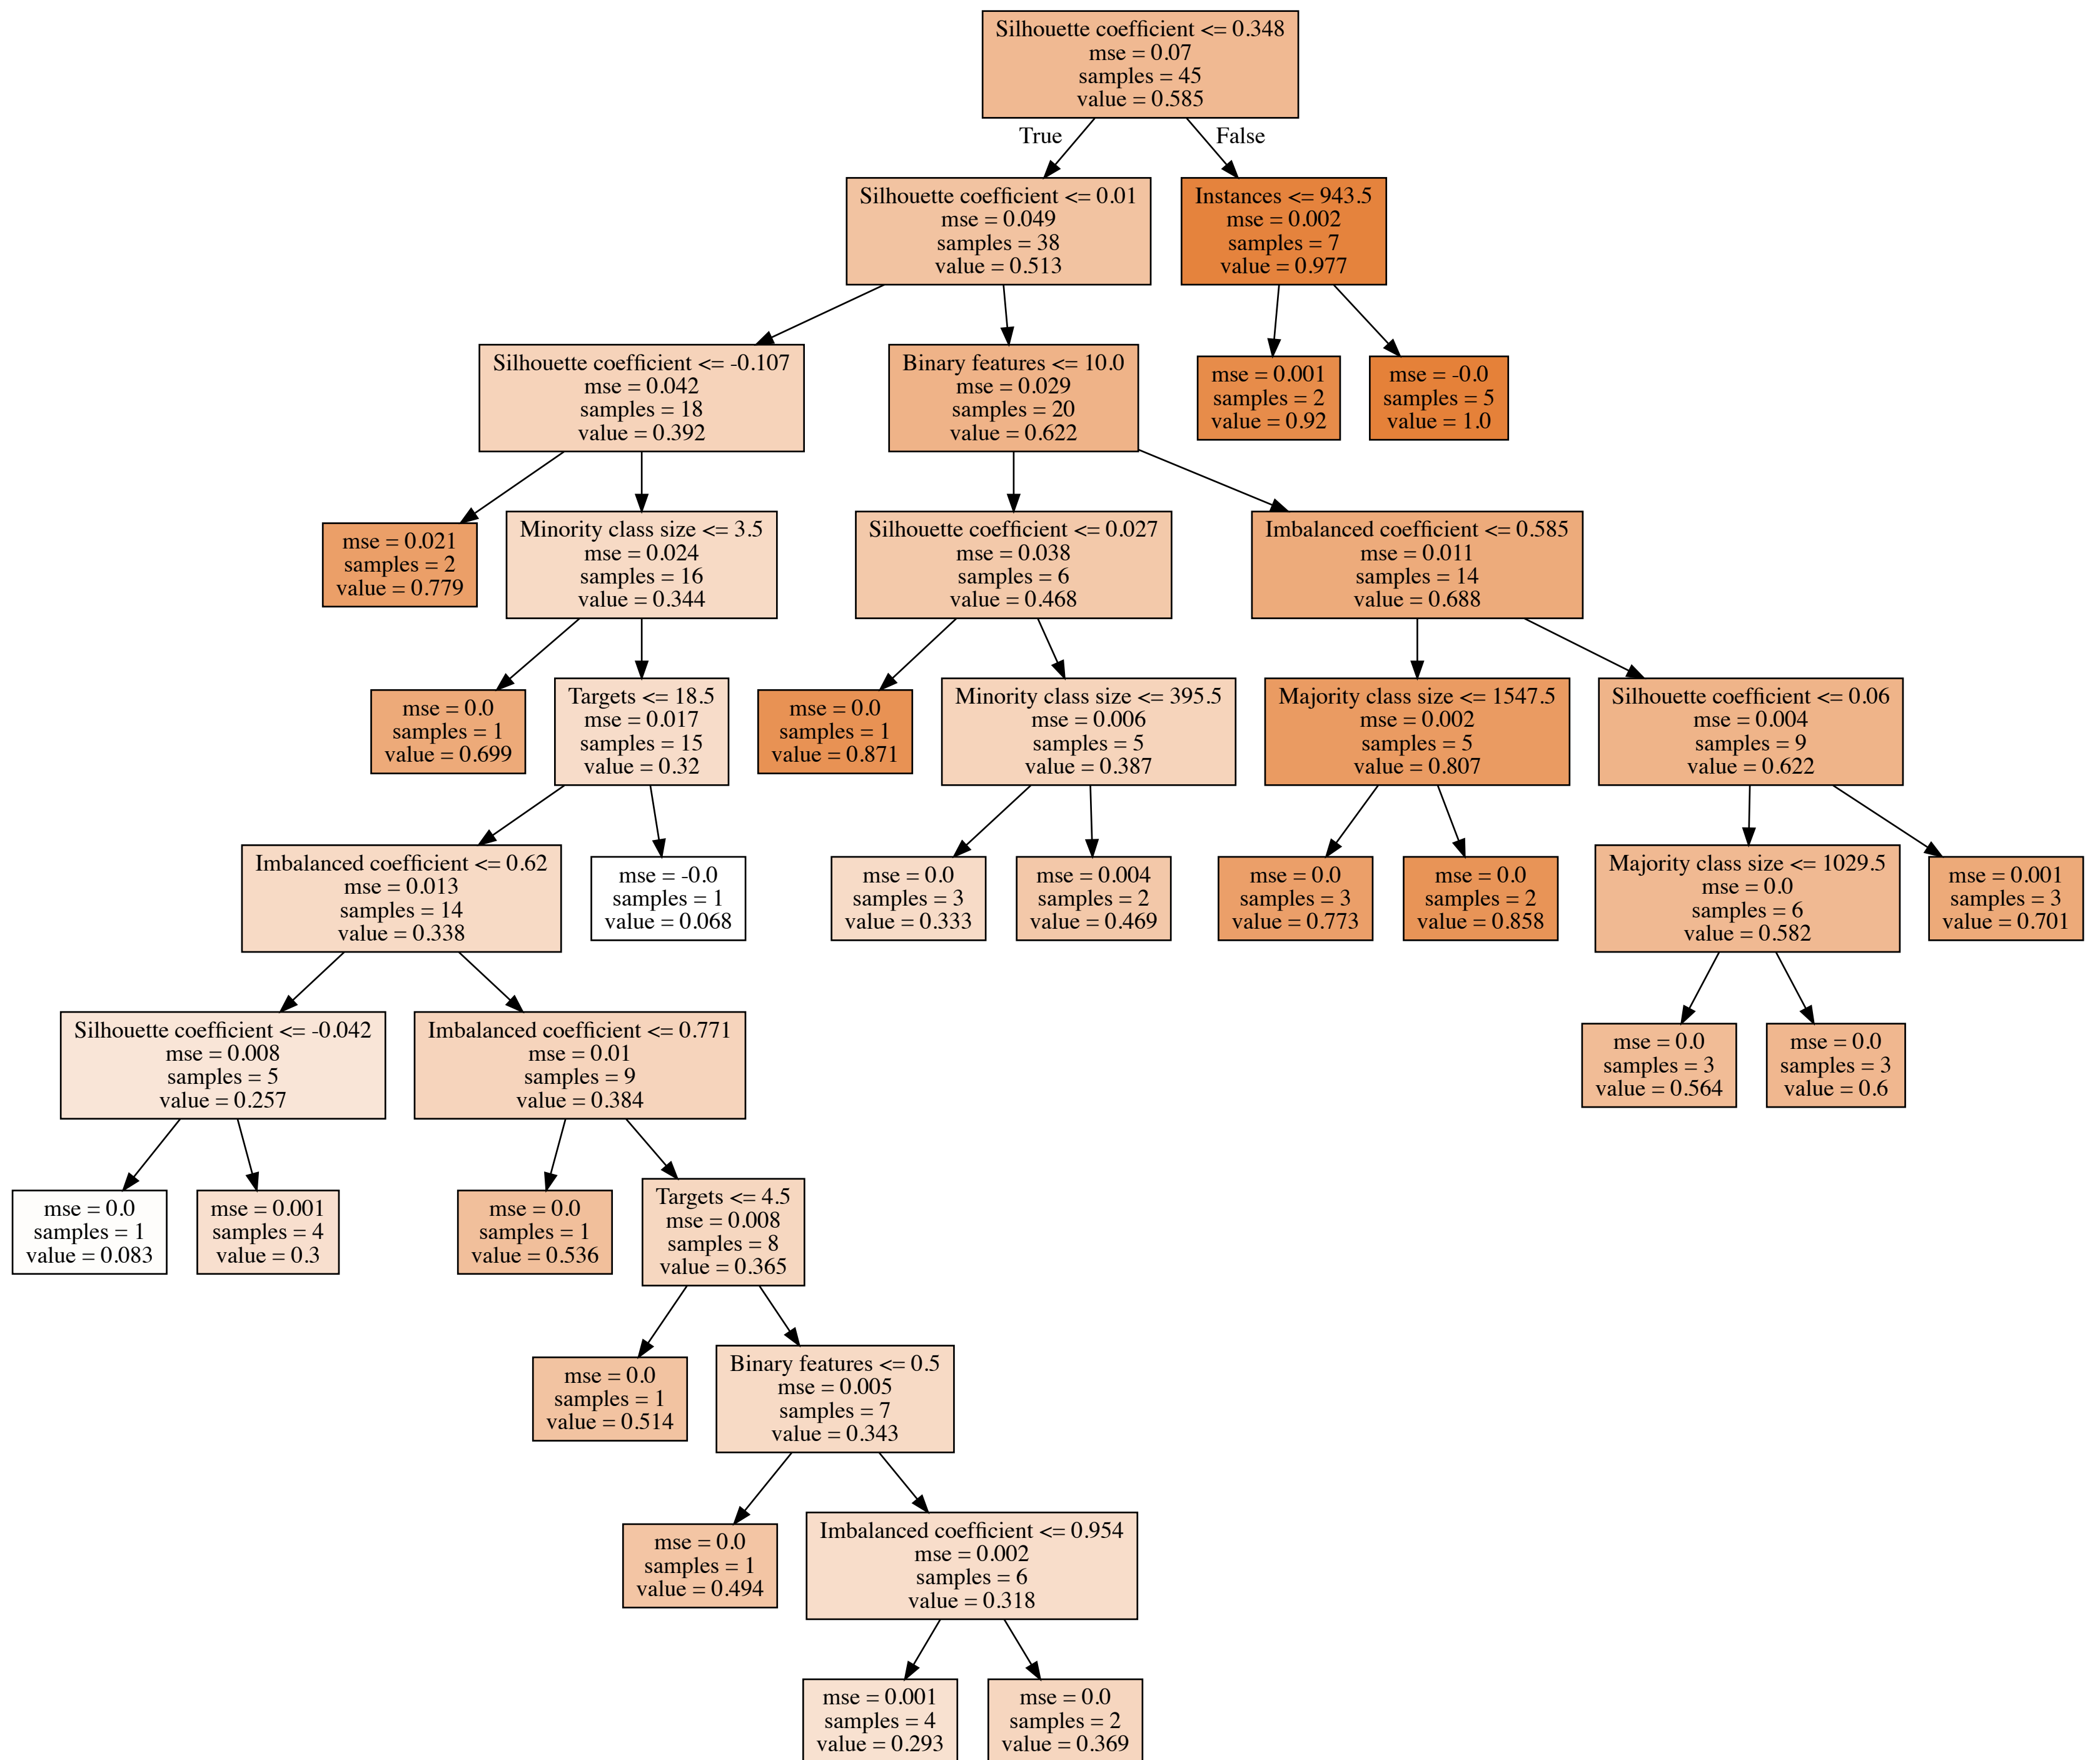 Silhouette coefficient <= 0.348
mse = 0.07
samples = 45
value = 0.585
True
False
Silhouette coefficient <= 0.01
mse = 0.049
samples = 38
value = 0.513
Instances <= 943.5
mse = 0.002
samples = 7
value = 0.977
Silhouette coefficient <= -0.107
mse = 0.042
samples = 18
value = 0.392
Binary features <= 10.0
mse = 0.029
samples = 20
value = 0.622
mse = 0.001
samples = 2
value = 0.92
mse = -0.0
samples = 5
value = 1.0
mse = 0.021
samples = 2
value = 0.779
Minority class size <= 3.5
mse = 0.024
samples = 16
value = 0.344
Silhouette coefficient <= 0.027
mse = 0.038
samples = 6
value = 0.468
Imbalanced coefficient <= 0.585
mse = 0.011
samples = 14
value = 0.688
mse = 0.0
samples = 1
value = 0.699
Targets <= 18.5
mse = 0.017
samples = 15
value = 0.32
mse = 0.0
samples = 1
value = 0.871
Minority class size <= 395.5
mse = 0.006
samples = 5
value = 0.387
Majority class size <= 1547.5
mse = 0.002
samples = 5
value = 0.807
Silhouette coefficient <= 0.06
mse = 0.004
samples = 9
value = 0.622
Imbalanced coefficient <= 0.62
mse = 0.013
samples = 14
value = 0.338
mse = -0.0
samples = 1
value = 0.068
mse = 0.0
samples = 3
value = 0.333
mse = 0.004
samples = 2
value = 0.469
mse = 0.0
samples = 3
value = 0.773
mse = 0.0
samples = 2
value = 0.858
Majority class size <= 1029.5
mse = 0.0
samples = 6
value = 0.582
mse = 0.001
samples = 3
value = 0.701
Silhouette coefficient <= -0.042
mse = 0.008
samples = 5
value = 0.257
Imbalanced coefficient <= 0.771
mse = 0.01
samples = 9
value = 0.384
mse = 0.0
samples = 3
value = 0.564
mse = 0.0
samples = 3
value = 0.6
mse = 0.0
samples = 1
value = 0.083
mse = 0.001
samples = 4
value = 0.3
mse = 0.0
samples = 1
value = 0.536
Targets <= 4.5
mse = 0.008
samples = 8
value = 0.365
mse = 0.0
samples = 1
value = 0.514
Binary features <= 0.5
mse = 0.005
samples = 7
value = 0.343
mse = 0.0
samples = 1
value = 0.494
Imbalanced coefficient <= 0.954
mse = 0.002
samples = 6
value = 0.318
mse = 0.001
samples = 4
value = 0.293
mse = 0.0
samples = 2
value = 0.369